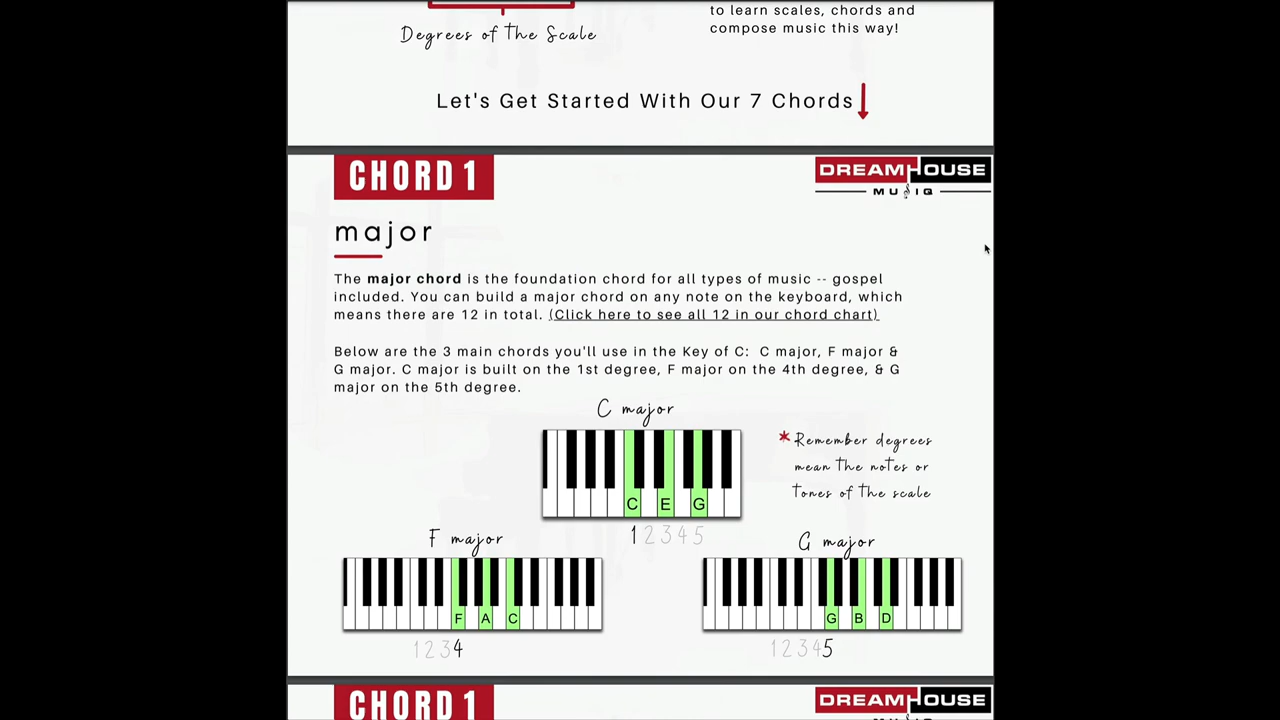 to learn scales, chords and
compose music this way!
Degrees of the Scale
Let's Get Started With Our 7 Chords
CHORD 1
DREAMHOUSE
MUSIQ
major
The major chord is the foundation chord for all types of music -- gospel
included. You can build a major chord on any note on the keyboard, which
means there are 12 in total. (Click here to see all 12 in our chord chart)
Below are the 3 main chords you'll use in the Key of C:  C major, F major &
G major. C major is built on the 1st degree, F major on the 4th degree, & G
major on the 5th degree.
C major
C E G
1 2 3 4 5
* Remember degrees
mean the notes or
tones of the scale
F major
F A C
1 2 3 4
G major
G B D
1 2 3 4 5
CHORD 1
DREAMHOUSE